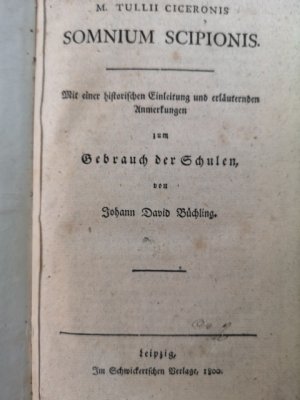 M. TULLII CICERONIS
SOMNIUM SCIPIONIS.
Mit einer historischen Einleitung und erläuternden
Anmerkungen
zum
Gebrauch der Schulen,
von
Johann David Büchling.
Leipzig,
Im Schwickertschen Verlage, 1800.